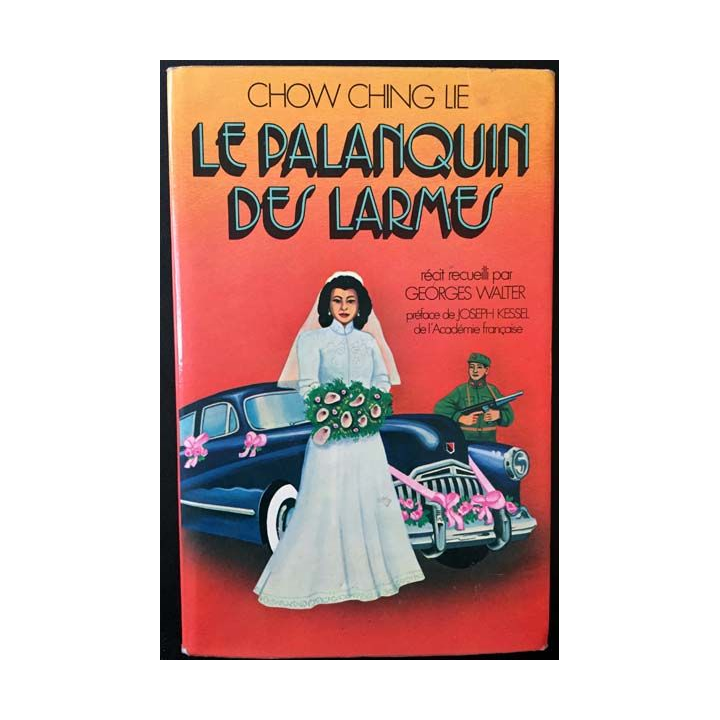 CHOW CHING LIE
LE PALANQUIN
DES LARMES
récit recueilli par
GEORGES WALTER
préface de JOSEPH KESSEL
de l'Académie française